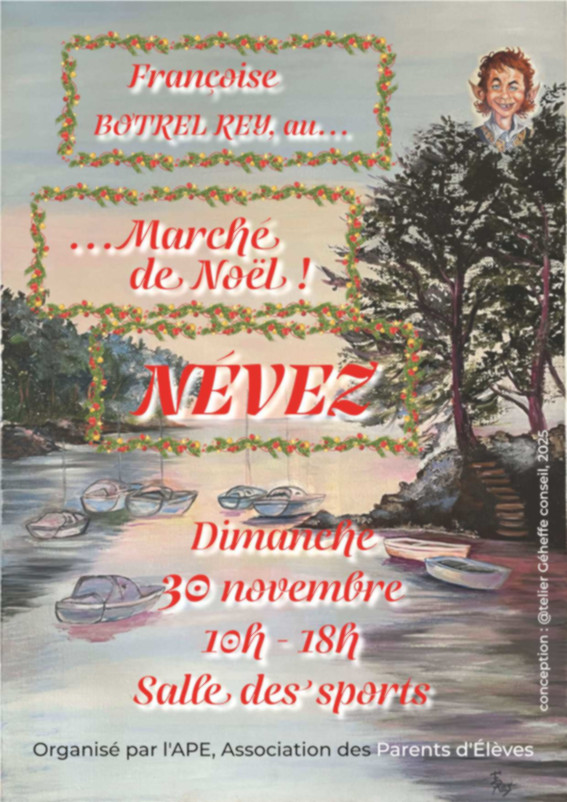 Françoise
BOTREL REY, au...
...Marché
de Noël !
NÉVEZ
Dimanche
30 novembre
10h - 18h
Salle des sports
Organisé par l'APE, Association des Parents d'Élèves
conception : @telier Géheffe conseil, 2025